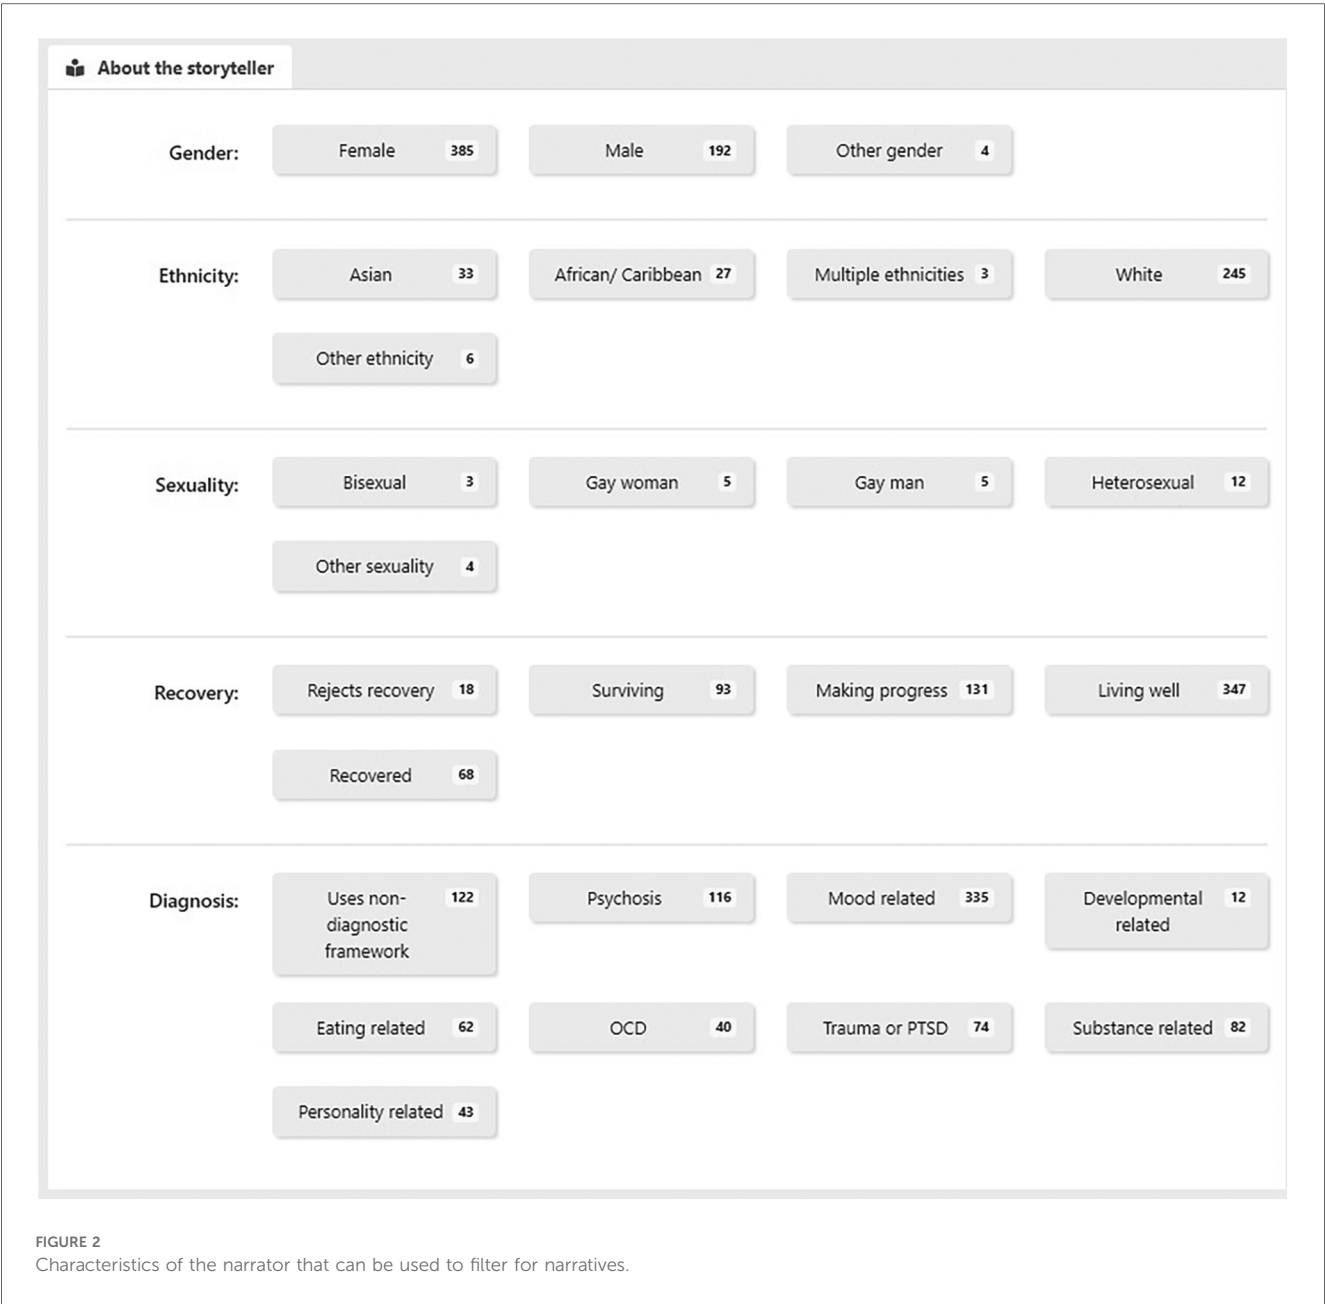 About the storyteller
Gender: Female 385 Male 192 Other gender 4
Ethnicity: Asian 33 African/ Caribbean 27 Multiple ethnicities 3 White 245
Other ethnicity 6
Sexuality: Bisexual 3 Gay woman 5 Gay man 5 Heterosexual 12
Other sexuality 4
Recovery: Rejects recovery 18 Surviving 93 Making progress 131 Living well 347
Recovered 68
Diagnosis: Uses non- 122 Psychosis 116 Mood related 335 Developmental 12
diagnostic related
framework
Eating related 62 OCD 40 Trauma or PTSD 74 Substance related 82
Personality related 43
FIGURE 2
Characteristics of the narrator that can be used to filter for narratives.